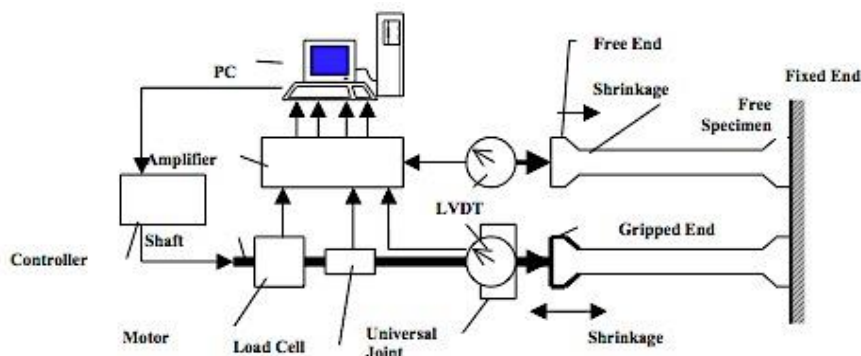 Free End
PC
Shrinkage
Fixed End
Free
Specimen
Amplifier
LVDT
Shaft
Gripped End
Controller
Motor
Load Cell
Universal
Joint
Shrinkage